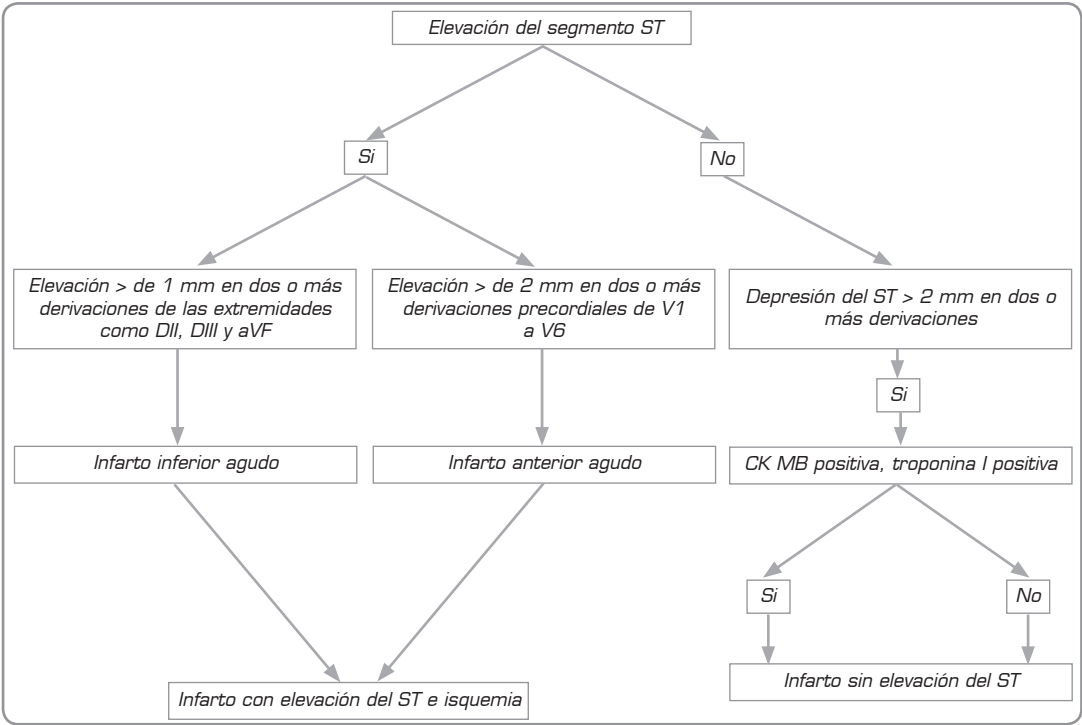 Elevación del segmento ST
Si
No
Elevación > de 1 mm en dos o más
derivaciones de las extremidades
como DII, DIII y aVF
Elevación > de 2 mm en dos o más
derivaciones precordiales de V1
a V6
Depresión del ST > 2 mm en dos o
más derivaciones
Si
Infarto inferior agudo
Infarto anterior agudo
CK MB positiva, troponina I positiva
Si
No
Infarto con elevación del ST e isquemia
Infarto sin elevación del ST